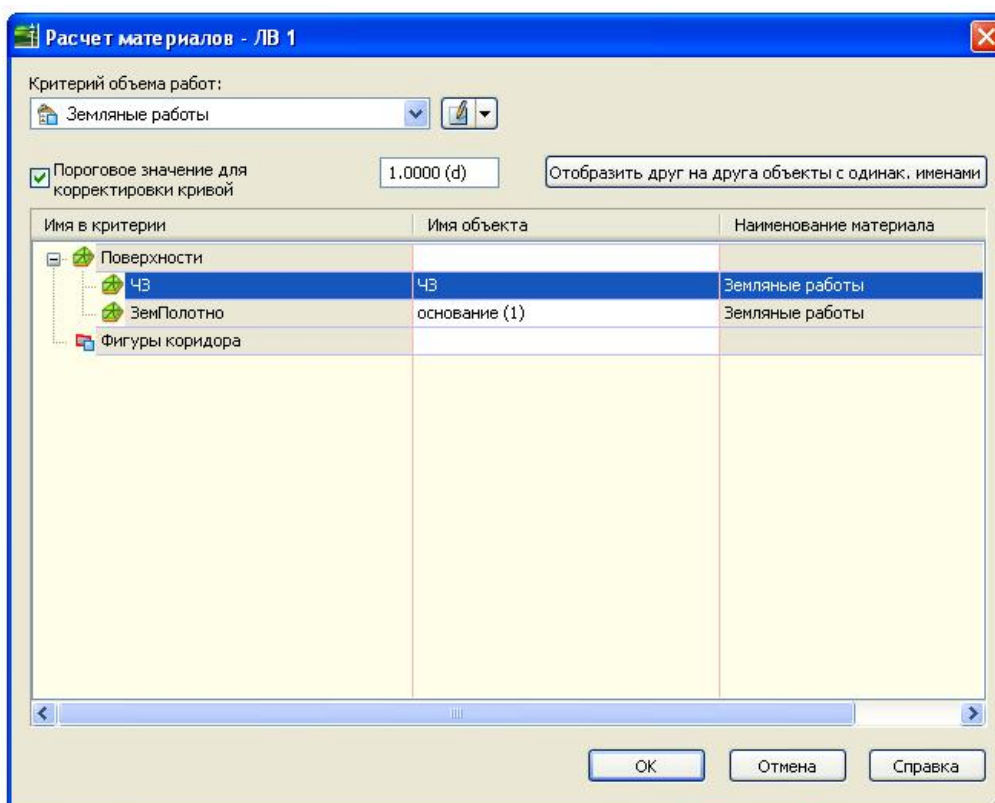 Расчет материалов - ЛВ 1
Критерий объема работ:
Земляные работы
Пороговое значение для
корректировки кривой
1.0000 (d)
Отобразить друг на друга объекты с одинак. именами
Имя в критерии Имя объекта Наименование материала
Поверхности
ЧЗ ЧЗ Земляные работы
ЗемПолотно основание (1) Земляные работы
Фигуры коридора
OK Отмена Справка